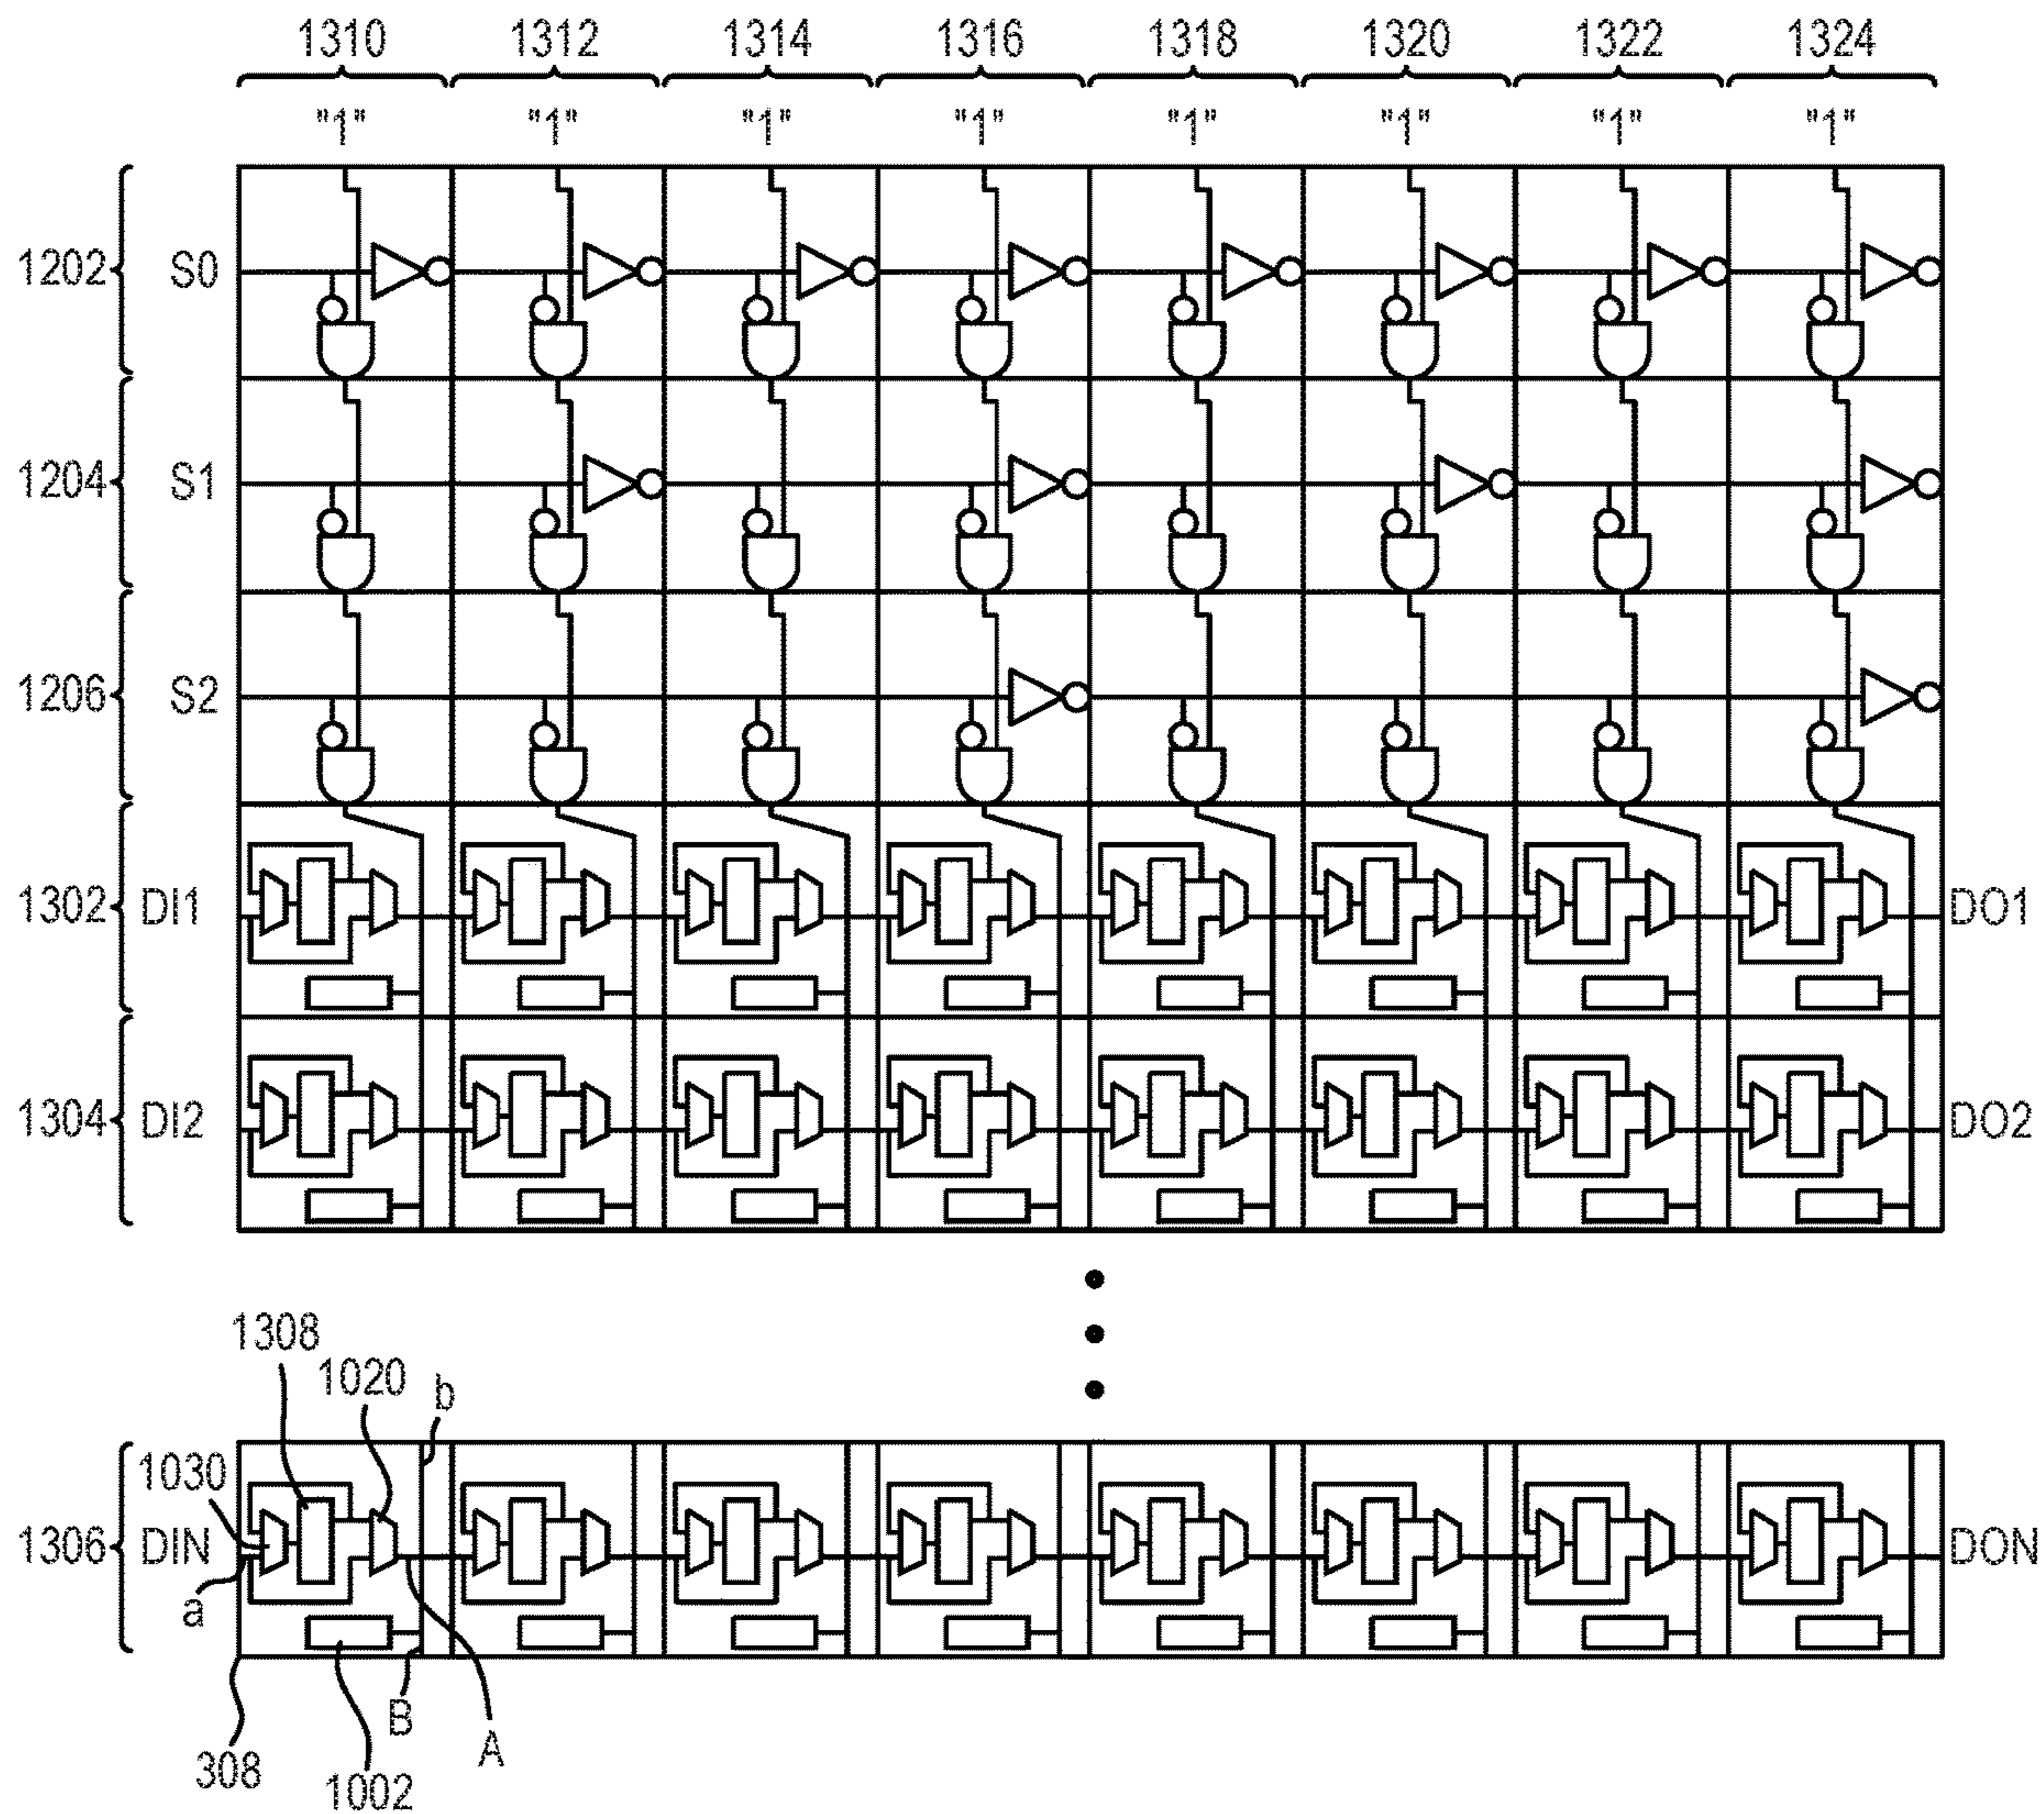 1310 1312 1314 1316 1318 1320 1322 1324
"1" "1" "1" "1" "1" "1" "1" "1"
1202 S0
1204 S1
1206 S2
1302 DI1 DO1
1304 DI2 DO2
1308
1020 b
1030
1306 DIN DON
a
B
A
308
1002